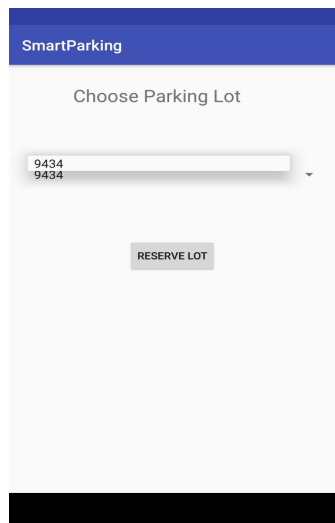 SmartParking
Choose Parking Lot
9434
9434
RESERVE LOT